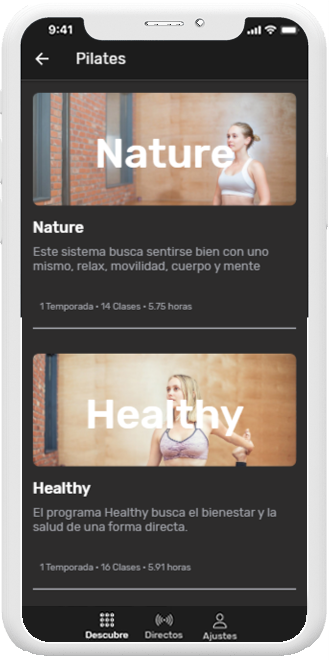 9:41
Pilates
Nature
Nature
Este sistema busca sentirse bien con uno
mismo, relax, movilidad, cuerpo y mente
1 Temporada • 14 Clases • 5.75 horas
Healthy
Healthy
El programa Healthy busca el bienestar y la
salud de una forma directa.
1 Temporada • 16 Clases • 5.91 horas
Descubre Directos Ajustes